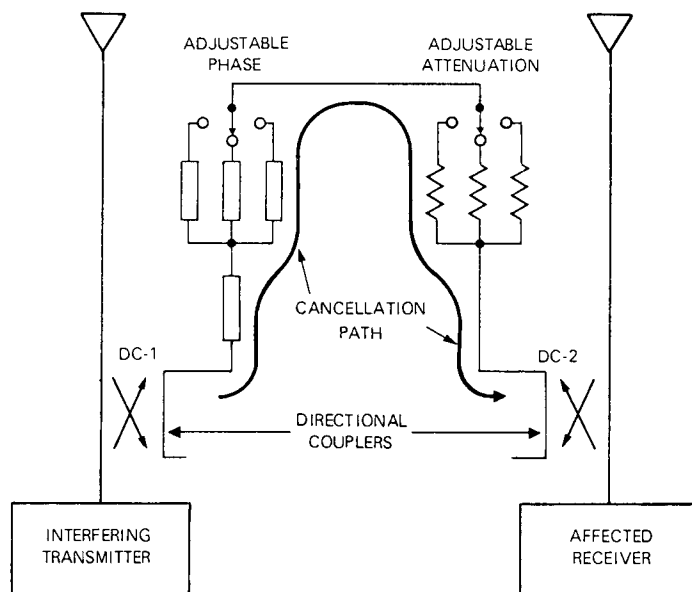 ADJUSTABLE
PHASE
ADJUSTABLE
ATTENUATION
CANCELLATION
PATH
DC-1
DC-2
DIRECTIONAL
COUPLERS
INTERFERING
TRANSMITTER
AFFECTED
RECEIVER